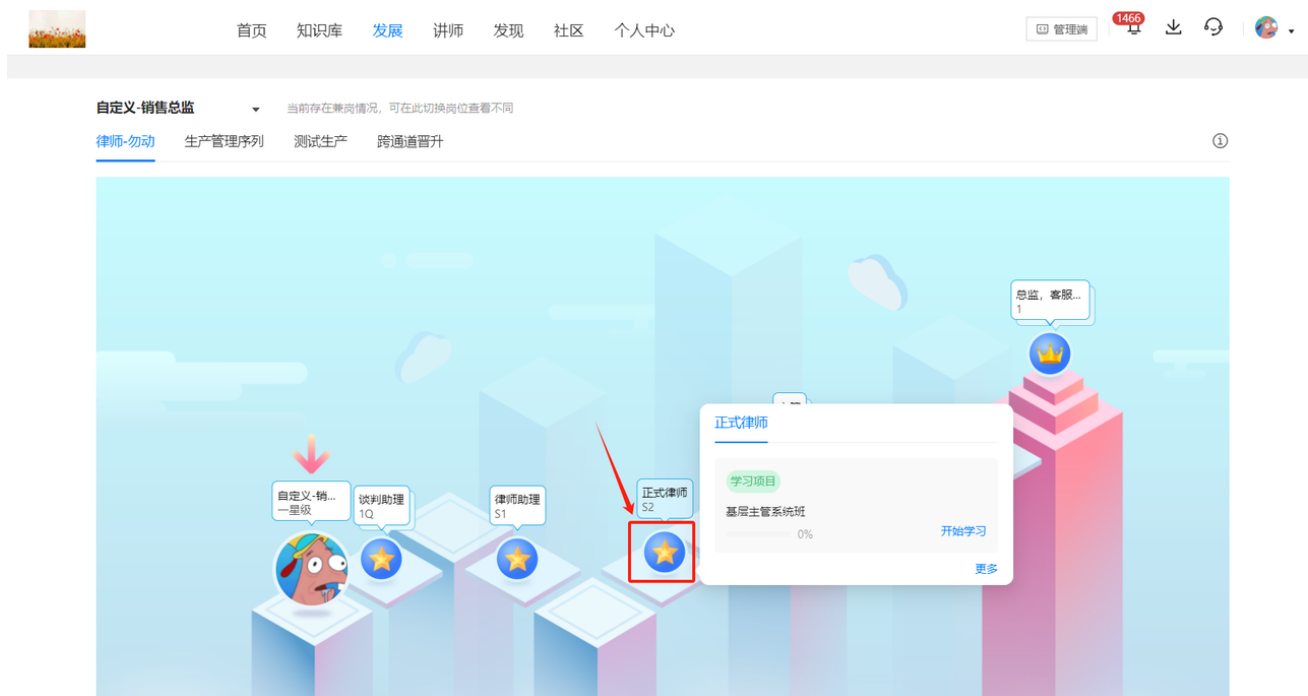 首页 知识库 发展 讲师 发现 社区 个人中心
管理端
1466
自定义-销售总监
当前存在兼岗情况，可在此切换岗位查看不同
律师-勿动 生产管理序列 测试生产 跨通道晋升
总监，客服...
1
正式律师
学习项目
基层主管系统班
0%
开始学习
更多
自定义-销...
一星级
谈判助理
1Q
律师助理
S1
正式律师
S2